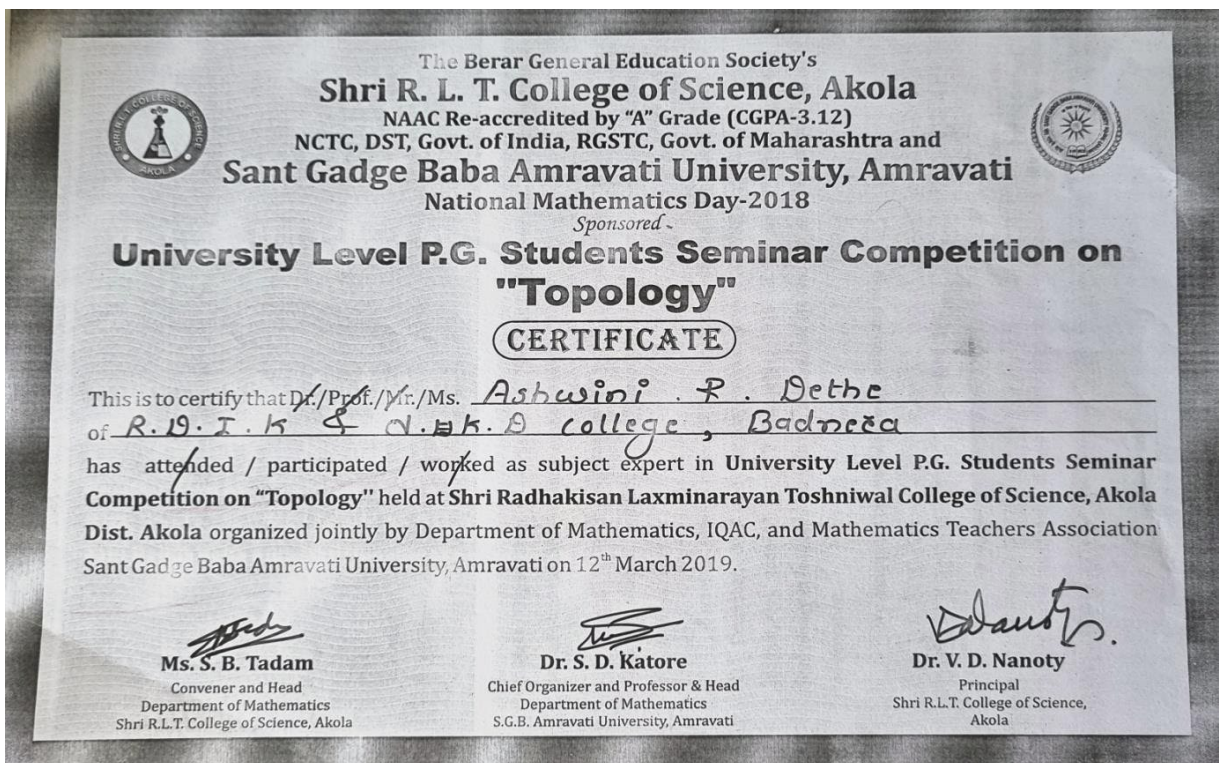 The Berar General Education Society's
Shri R. L. T. College of Science, Akola
NAAC Re-accredited by "A" Grade (CGPA-3.12)
NCTC, DST, Govt. of India, RGSTC, Govt. of Maharashtra and
Sant Gadge Baba Amravati University, Amravati
National Mathematics Day-2018
Sponsored
University Level P.G. Students Seminar Competition on
"Topology"
CERTIFICATE
This is to certify that Dr./Prof./Mr./Ms. Ashwini . R . Dethe
of R.D.I.K & N.K.D college, Badnera
has attended / participated / worked as subject expert in University Level P.G. Students Seminar
Competition on "Topology" held at Shri Radhakisan Laxminarayan Toshniwal College of Science, Akola
Dist. Akola organized jointly by Department of Mathematics, IQAC, and Mathematics Teachers Association
Sant Gadge Baba Amravati University, Amravati on 12th March 2019.
Ms. S. B. Tadam
Convener and Head
Department of Mathematics
Shri R.L.T. College of Science, Akola
Dr. S. D. Katore
Chief Organizer and Professor & Head
Department of Mathematics
S.G.B. Amravati University, Amravati
Dr. V. D. Nanoty
Principal
Shri R.L.T. College of Science,
Akola